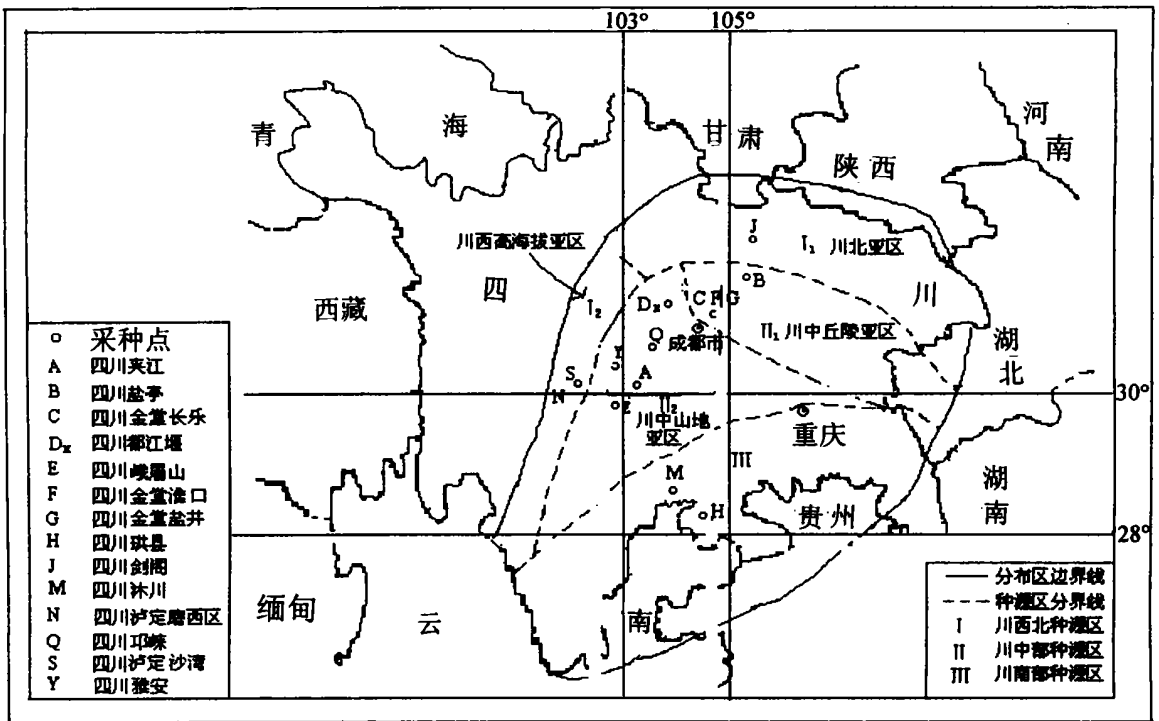 103° 105°
青 海 甘肃 陕西 河南
川西高海拔亚区
J
I₁ 川北亚区
四 川
B
西藏
I₂ Dx C F G
II₁ 川中丘陵亚区
Q
成都市
湖北
Y
S A
N 30°
E II₂
川中山地
亚区
重庆
III
M
H
贵州
湖南
28°
缅甸 云 南
采种点
A 四川夹江
B 四川盐亭
C 四川金堂长乐
Dx 四川都江堰
E 四川峨眉山
F 四川金堂淮口
G 四川金堂盐井
H 四川珙县
J 四川剑阁
M 四川沐川
N 四川泸定磨西区
Q 四川邛崃
S 四川泸定沙湾
Y 四川雅安
分布区边界线
种源区分界线
I 川西北种源区
II 川中部种源区
III 川南部种源区